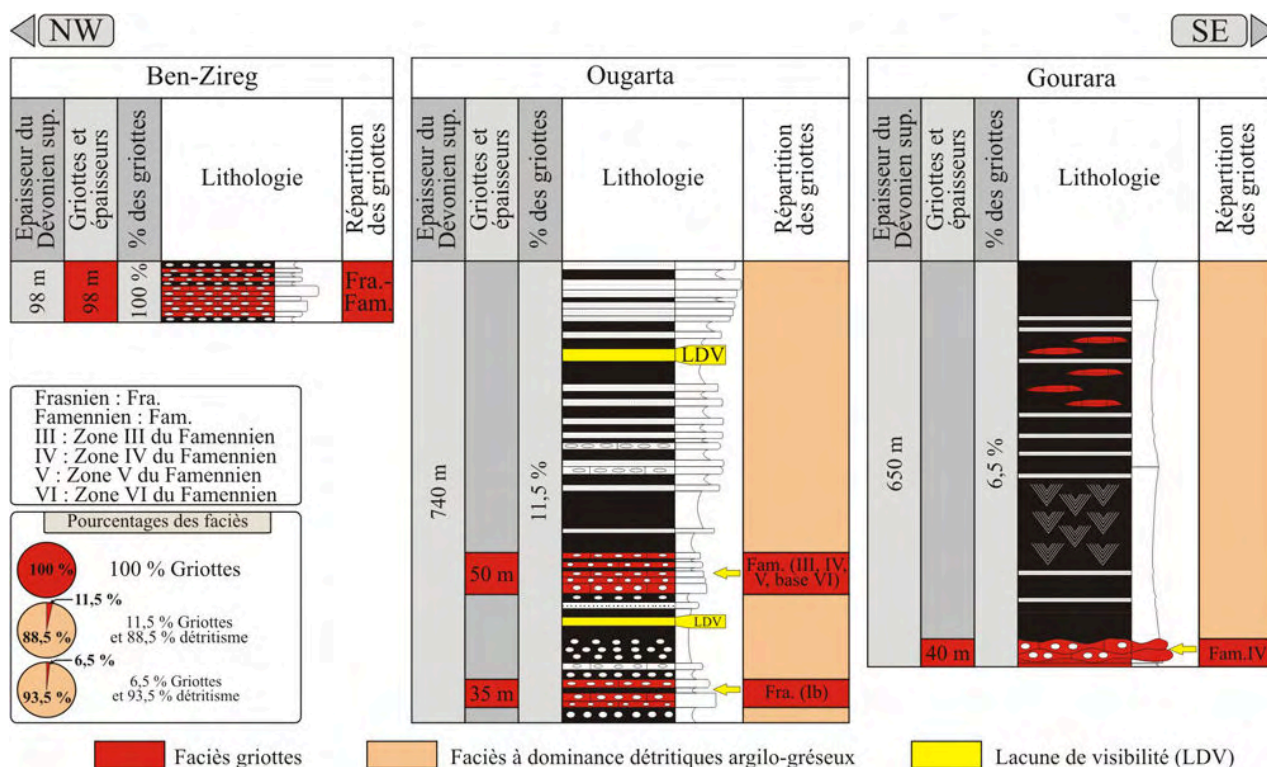 NW
SE
Ben-Zireg
Epaisseur du
Dévonien sup.
Griottes et
épaisseurs
% des griottes
Lithologie
Répartition
des griottes
98 m
98 m
100 %
Fra.-
Fam.
Ougarta
Epaisseur du
Dévonien sup.
Griottes et
épaisseurs
% des griottes
Lithologie
Répartition
des griottes
LDV
740 m
11,5 %
50 m
Fam. (III, IV,
V, base VI)
LDV
35 m
Fra. (Ib)
Gourara
Epaisseur du
Dévonien sup.
Griottes et
épaisseurs
% des griottes
Lithologie
Répartition
des griottes
650 m
6,5 %
40 m
Fam.IV
Frasnien : Fra.
Famennien : Fam.
III : Zone III du Famennien
IV : Zone IV du Famennien
V : Zone V du Famennien
VI : Zone VI du Famennien
Pourcentages des faciès
100 %
100 % Griottes
11,5 %
88,5 %
11,5 % Griottes
et 88,5 % détritisme
6,5 %
93,5 %
6,5 % Griottes
et 93,5 % détritisme
Faciès griottes
Faciès à dominance détritiques argilo-gréseux
Lacune de visibilité (LDV)